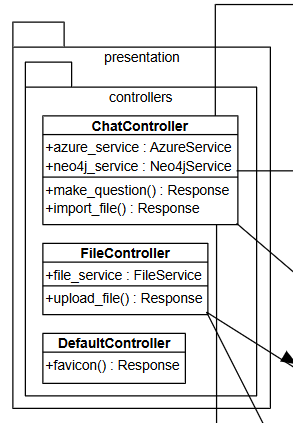 presentation
controllers
ChatController
+azure_service : AzureService
+neo4j_service : Neo4jService
+make_question() : Response
+import_file() : Response
FileController
+file_service : FileService
+upload_file() : Response
DefaultController
+favicon() : Response